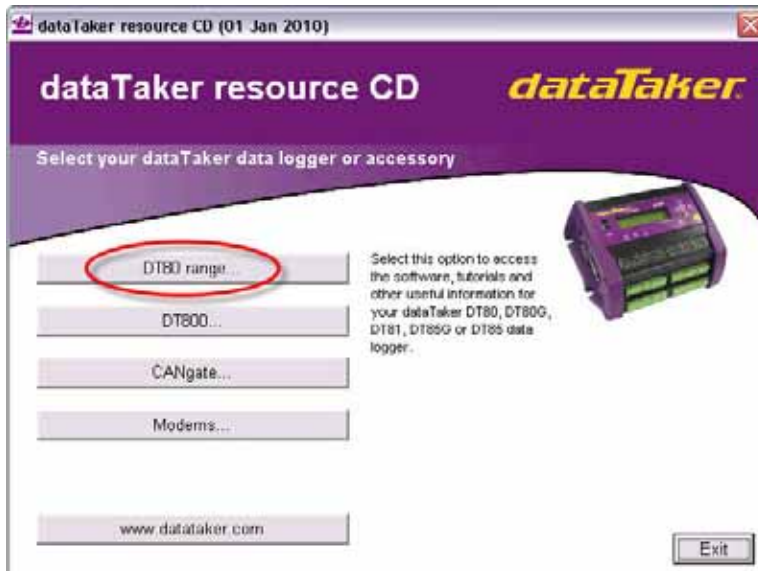 dataTaker resource CD (01 Jan 2010)
dataTaker resource CD
dataTaker
Select your dataTaker data logger or accessory
DT80 range...
Select this option to access
the software, tutorials and
other useful information for
your dataTaker DT80, DT80G,
DT81, DT85G or DT85 data
logger.
DT800...
CANgate...
Modems...
www.datataker.com
Exit